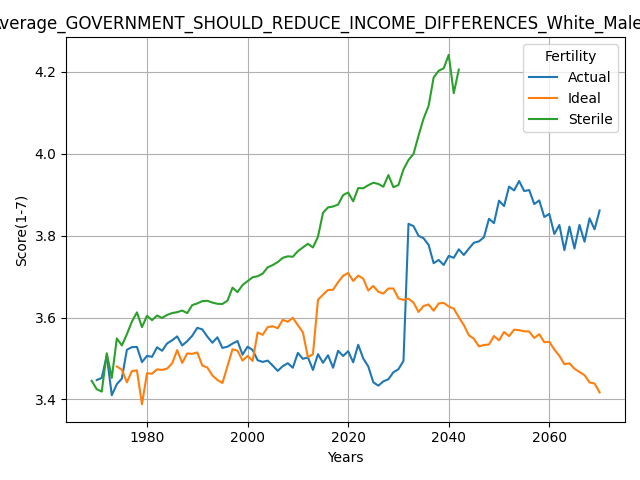 Average_GOVERNMENT_SHOULD_REDUCE_INCOME_DIFFERENCES_White_Male
4.2
4.0
3.8
3.6
3.4
Score(1-7)
Fertility
Actual
Ideal
Sterile
1980
2000
2020
2040
2060
Years